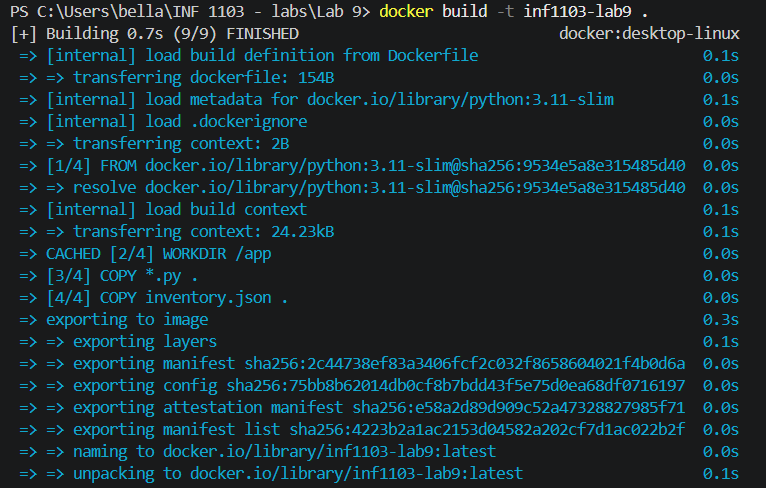 PS C:\Users\bella\INF 1103 - labs\Lab 9> docker build -t inf1103-lab9 .
[+] Building 0.7s (9/9) FINISHED docker:desktop-linux
=> [internal] load build definition from Dockerfile 0.1s
=> => transferring dockerfile: 154B 0.0s
=> [internal] load metadata for docker.io/library/python:3.11-slim 0.1s
=> [internal] load .dockerignore 0.0s
=> => transferring context: 2B 0.0s
=> [1/4] FROM docker.io/library/python:3.11-slim@sha256:9534e5a8e315485d40 0.0s
=> => resolve docker.io/library/python:3.11-slim@sha256:9534e5a8e315485d40 0.0s
=> [internal] load build context 0.1s
=> => transferring context: 24.23kB 0.1s
=> CACHED [2/4] WORKDIR /app 0.0s
=> [3/4] COPY *.py . 0.0s
=> [4/4] COPY inventory.json . 0.0s
=> exporting to image 0.3s
=> => exporting layers 0.1s
=> => exporting manifest sha256:2c44738ef83a3406fcf2c032f8658604021f4b0d6a 0.0s
=> => exporting config sha256:75bb8b62014db0cf8b7bdd43f5e75d0ea68df0716197 0.0s
=> => exporting attestation manifest sha256:e58a2d89d909c52a47328827985f71 0.0s
=> => exporting manifest list sha256:4223b2a1ac2153d04582a202cf7d1ac022b2f 0.0s
=> => naming to docker.io/library/inf1103-lab9:latest 0.0s
=> => unpacking to docker.io/library/inf1103-lab9:latest 0.1s